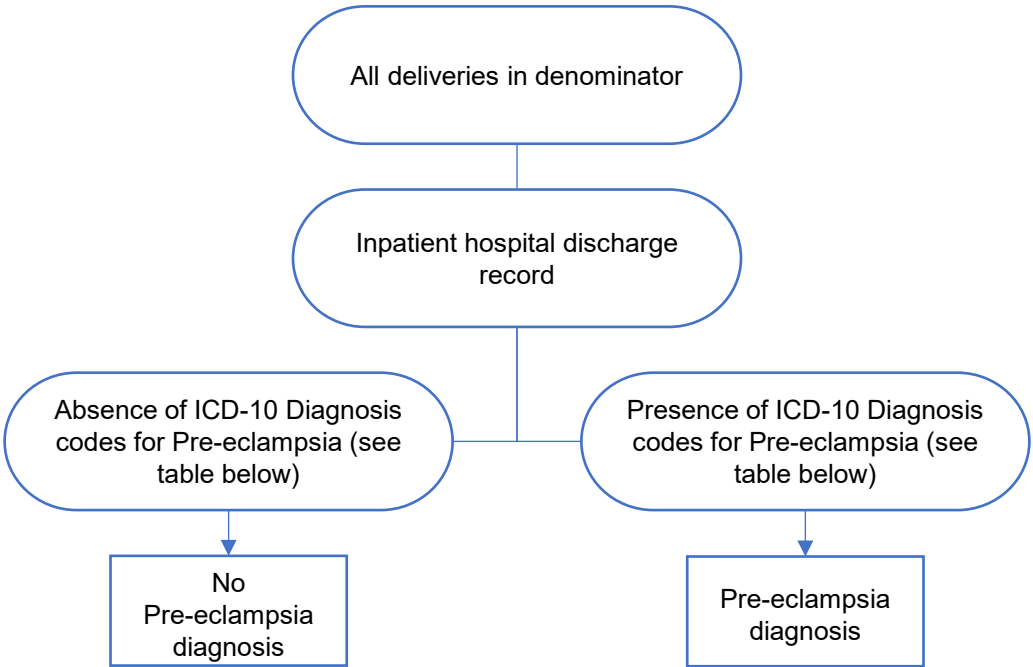 All deliveries in denominator
Inpatient hospital discharge
record
Absence of ICD-10 Diagnosis
codes for Pre-eclampsia (see
table below)
Presence of ICD-10 Diagnosis
codes for Pre-eclampsia (see
table below)
No
Pre-eclampsia
diagnosis
Pre-eclampsia
diagnosis